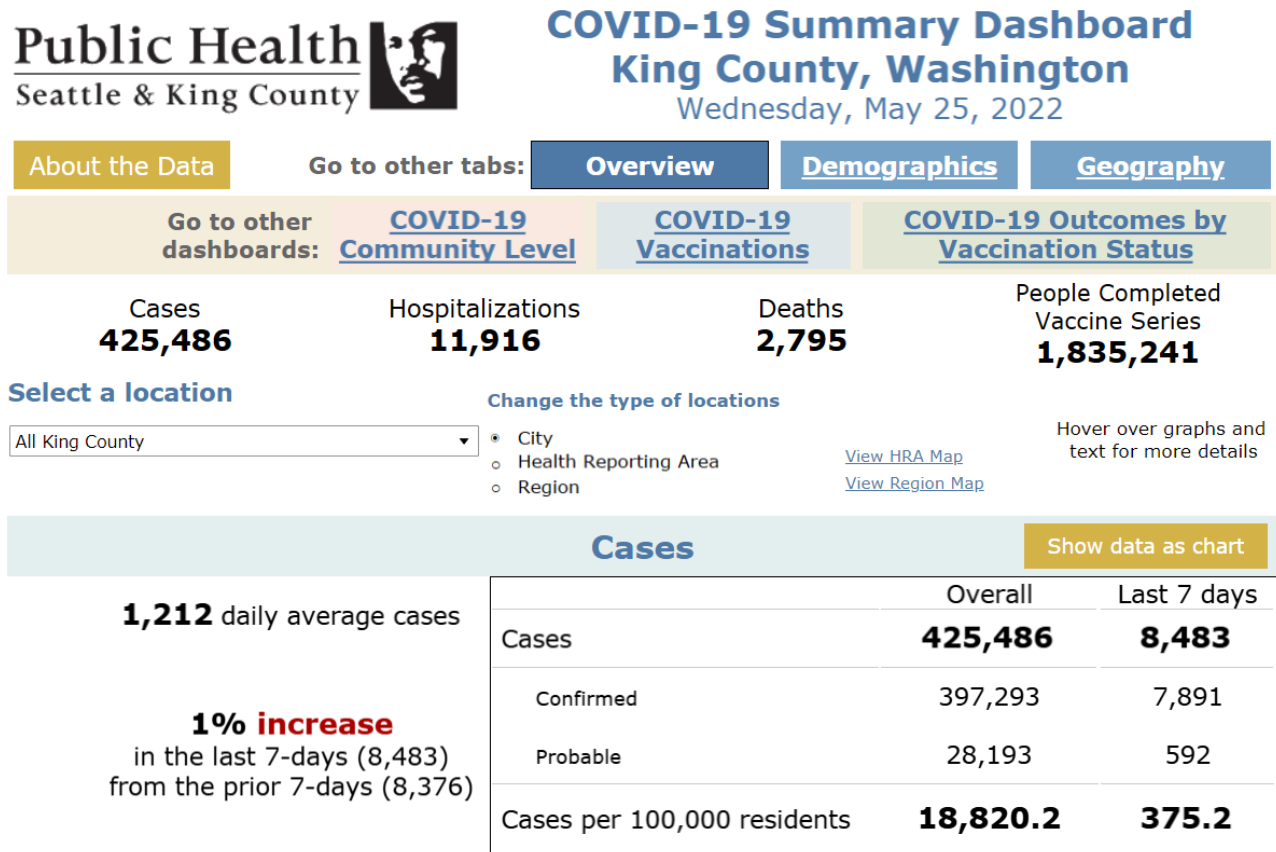 Public Health
Seattle & King County
COVID-19 Summary Dashboard
King County, Washington
Wednesday, May 25, 2022
About the Data
Go to other tabs:
Overview
Demographics
Geography
Go to other
dashboards:
COVID-19
Community Level
COVID-19
Vaccinations
COVID-19 Outcomes by
Vaccination Status
Cases
425,486
Hospitalizations
11,916
Deaths
2,795
People Completed
Vaccine Series
1,835,241
Select a location
All King County
Change the type of locations
City
Health Reporting Area
Region
View HRA Map
View Region Map
Hover over graphs and
text for more details
Cases
Show data as chart
1,212 daily average cases
1% increase
in the last 7-days (8,483)
from the prior 7-days (8,376)
Overall Last 7 days
Cases 425,486 8,483
Confirmed 397,293 7,891
Probable 28,193 592
Cases per 100,000 residents 18,820.2 375.2